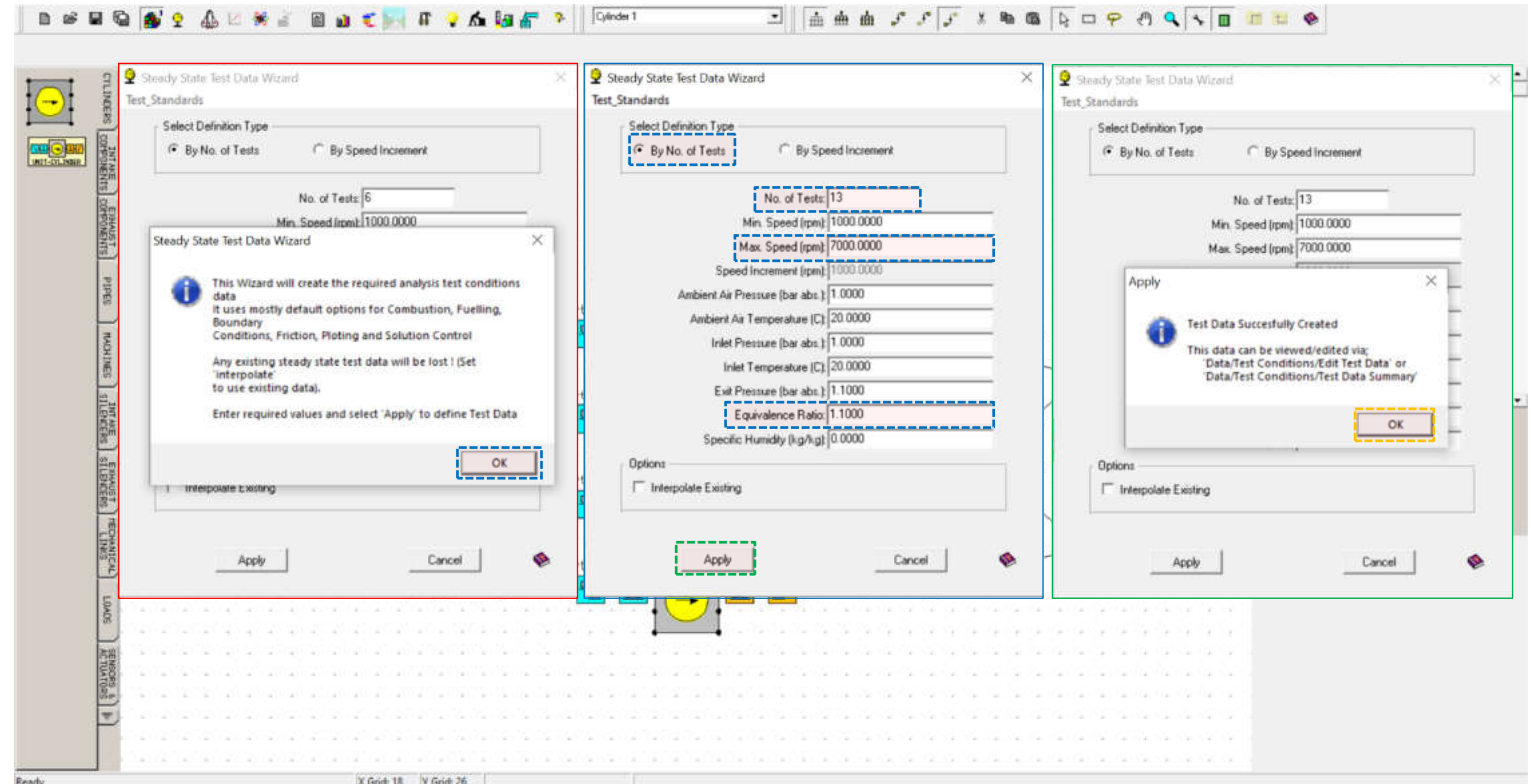 Cylinder 1
CYLINDERS
INTAKE
COMPONENTS
EXHAUST
COMPONENTS
PIPES
MACHINES
INTAKE
SILENCERS
EXHAUST
SILENCERS
MECHANICAL
LINKS
LOADS
SENSORS &
ACTUATORS
UNIT-CYLINDER
Steady State Test Data Wizard
Test_Standards
Select Definition Type
By No. of Tests
By Speed Increment
No. of Tests: 6
Min. Speed (rpm): 1000.0000
Steady State Test Data Wizard
This Wizard will create the required analysis test conditions
data
It uses mostly default options for Combustion, Fuelling,
Boundary
Conditions, Friction, Ploting and Solution Control
Any existing steady state test data will be lost ! (Set
'Interpolate'
to use existing data).
Enter required values and select 'Apply' to define Test Data
OK
Interpolate Existing
Apply
Cancel
Steady State Test Data Wizard
Test_Standards
Select Definition Type
By No. of Tests
By Speed Increment
No. of Tests: 13
Min. Speed (rpm): 1000.0000
Max. Speed (rpm): 7000.0000
Speed Increment (rpm): 1000.0000
Ambient Air Pressure (bar abs.): 1.0000
Ambient Air Temperature (C): 20.0000
Inlet Pressure (bar abs.): 1.0000
Inlet Temperature (C): 20.0000
Exit Pressure (bar abs.): 1.1000
Equivalence Ratio: 1.1000
Specific Humidity (kg/kg): 0.0000
Options
Interpolate Existing
Apply
Cancel
Steady State Test Data Wizard
Test_Standards
Select Definition Type
By No. of Tests
By Speed Increment
No. of Tests: 13
Min. Speed (rpm): 1000.0000
Max. Speed (rpm): 7000.0000
Apply
Test Data Succesfully Created
This data can be viewed/edited via;
'Data/Test Conditions/Edit Test Data' or
'Data/Test Conditions/Test Data Summary'
OK
Options
Interpolate Existing
Apply
Cancel
Ready
X Grid: 18
Y Grid: 26